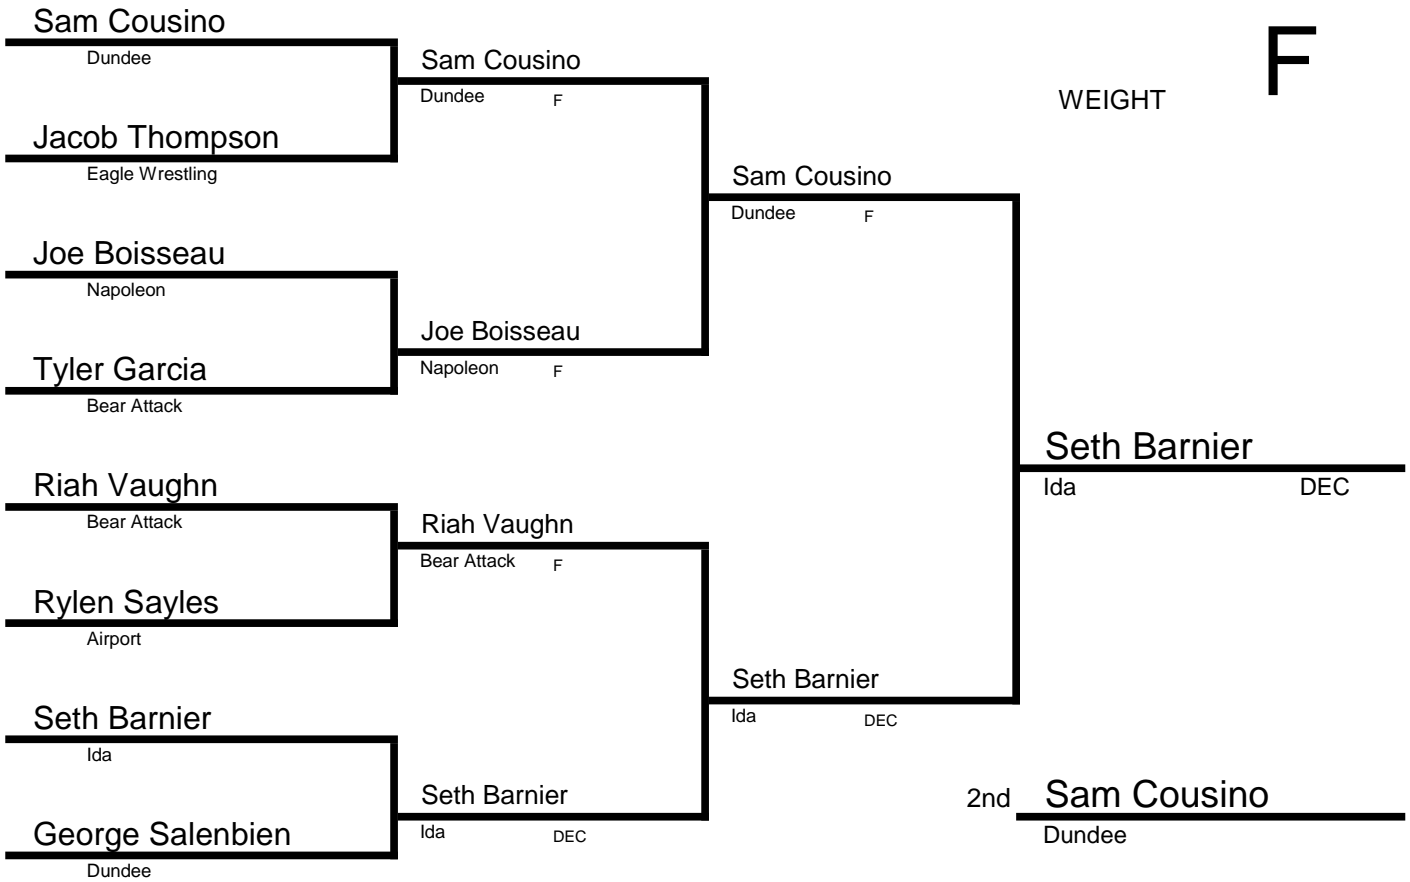 Sam Cousino
Dundee
Jacob Thompson
Eagle Wrestling
Joe Boisseau
Napoleon
Tyler Garcia
Bear Attack
Riah Vaughn
Bear Attack
Rylen Sayles
Airport
Seth Barnier
Ida
George Salenbien
Dundee
Sam Cousino
Dundee F
Joe Boisseau
Napoleon F
Riah Vaughn
Bear Attack F
Seth Barnier
Ida DEC
Sam Cousino
Dundee F
Seth Barnier
Ida DEC
WEIGHT F
Seth Barnier
Ida DEC
2nd Sam Cousino
Dundee